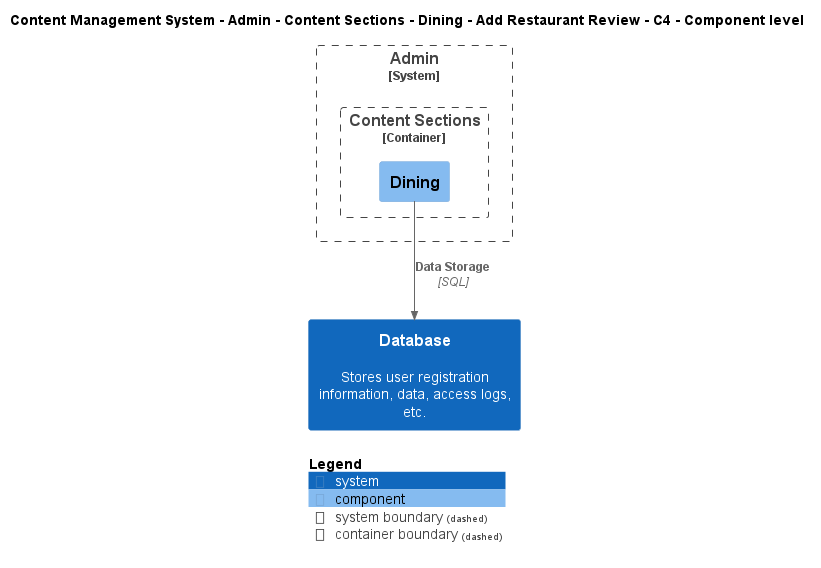 Content Management System - Admin - Content Sections - Dining - Add Restaurant Review - C4 - Component level
Admin
[System]
Content Sections
[Container]
Dining
Data Storage
[SQL]
Database
Stores user registration
information, data, access logs,
etc.
Legend
system
component
system boundary (dashed)
container boundary (dashed)